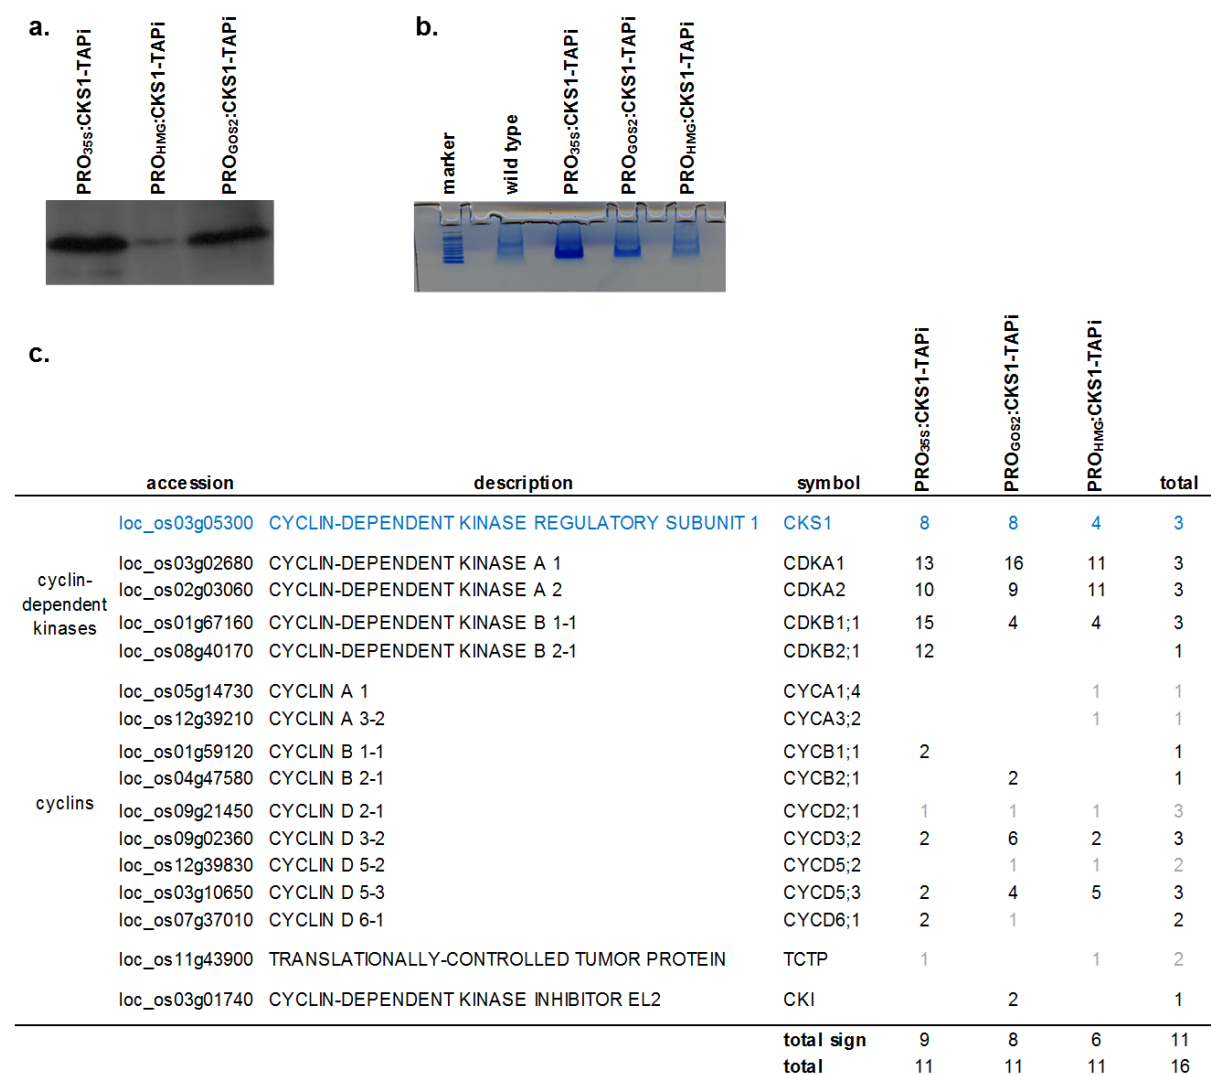 a.
PRO35S:CKS1-TAPi
PROHMG:CKS1-TAPi
PROGOS2:CKS1-TAPi
b.
marker
wild type
PRO35S:CKS1-TAPi
PROGOS2:CKS1-TAPi
PROHMG:CKS1-TAPi
c.
PRO35S:CKS1-TAPi
PROGOS2:CKS1-TAPi
PROHMG:CKS1-TAPi
accession description symbol total
loc_os03g05300 CYCLIN-DEPENDENT KINASE REGULATORY SUBUNIT 1 CKS1 8 8 4 3
cyclin-dependent kinases
loc_os03g02680 CYCLIN-DEPENDENT KINASE A 1 CDKA1 13 16 11 3
loc_os02g03060 CYCLIN-DEPENDENT KINASE A 2 CDKA2 10 9 11 3
loc_os01g67160 CYCLIN-DEPENDENT KINASE B 1-1 CDKB1;1 15 4 4 3
loc_os08g40170 CYCLIN-DEPENDENT KINASE B 2-1 CDKB2;1 12 1
cyclins
loc_os05g14730 CYCLIN A 1 CYCA1;4 1 1
loc_os12g39210 CYCLIN A 3-2 CYCA3;2 1 1
loc_os01g59120 CYCLIN B 1-1 CYCB1;1 2 1
loc_os04g47580 CYCLIN B 2-1 CYCB2;1 2 1
loc_os09g21450 CYCLIN D 2-1 CYCD2;1 1 1 1 3
loc_os09g02360 CYCLIN D 3-2 CYCD3;2 2 6 2 3
loc_os12g39830 CYCLIN D 5-2 CYCD5;2 1 1 2
loc_os03g10650 CYCLIN D 5-3 CYCD5;3 2 4 5 3
loc_os07g37010 CYCLIN D 6-1 CYCD6;1 2 1 2
loc_os11g43900 TRANSLATIONALLY-CONTROLLED TUMOR PROTEIN TCTP 1 1 2
loc_os03g01740 CYCLIN-DEPENDENT KINASE INHIBITOR EL2 CKI 2 1
total sign 9 8 6 11
total 11 11 11 16